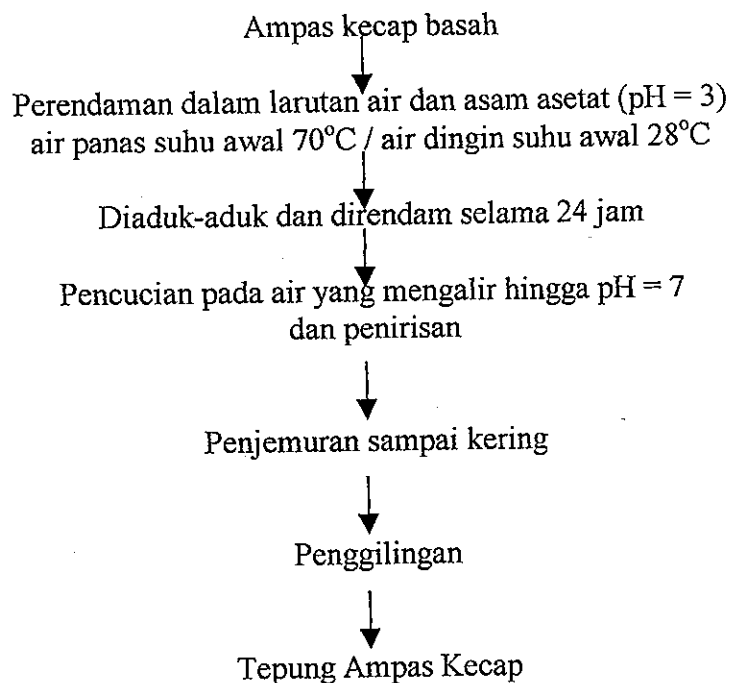 Ampas kecap basah
Perendaman dalam larutan air dan asam asetat (pH = 3)
air panas suhu awal 70°C / air dingin suhu awal 28°C
Diaduk-aduk dan direndam selama 24 jam
Pencucian pada air yang mengalir hingga pH = 7
dan penirisan
Penjemuran sampai kering
Penggilingan
Tepung Ampas Kecap